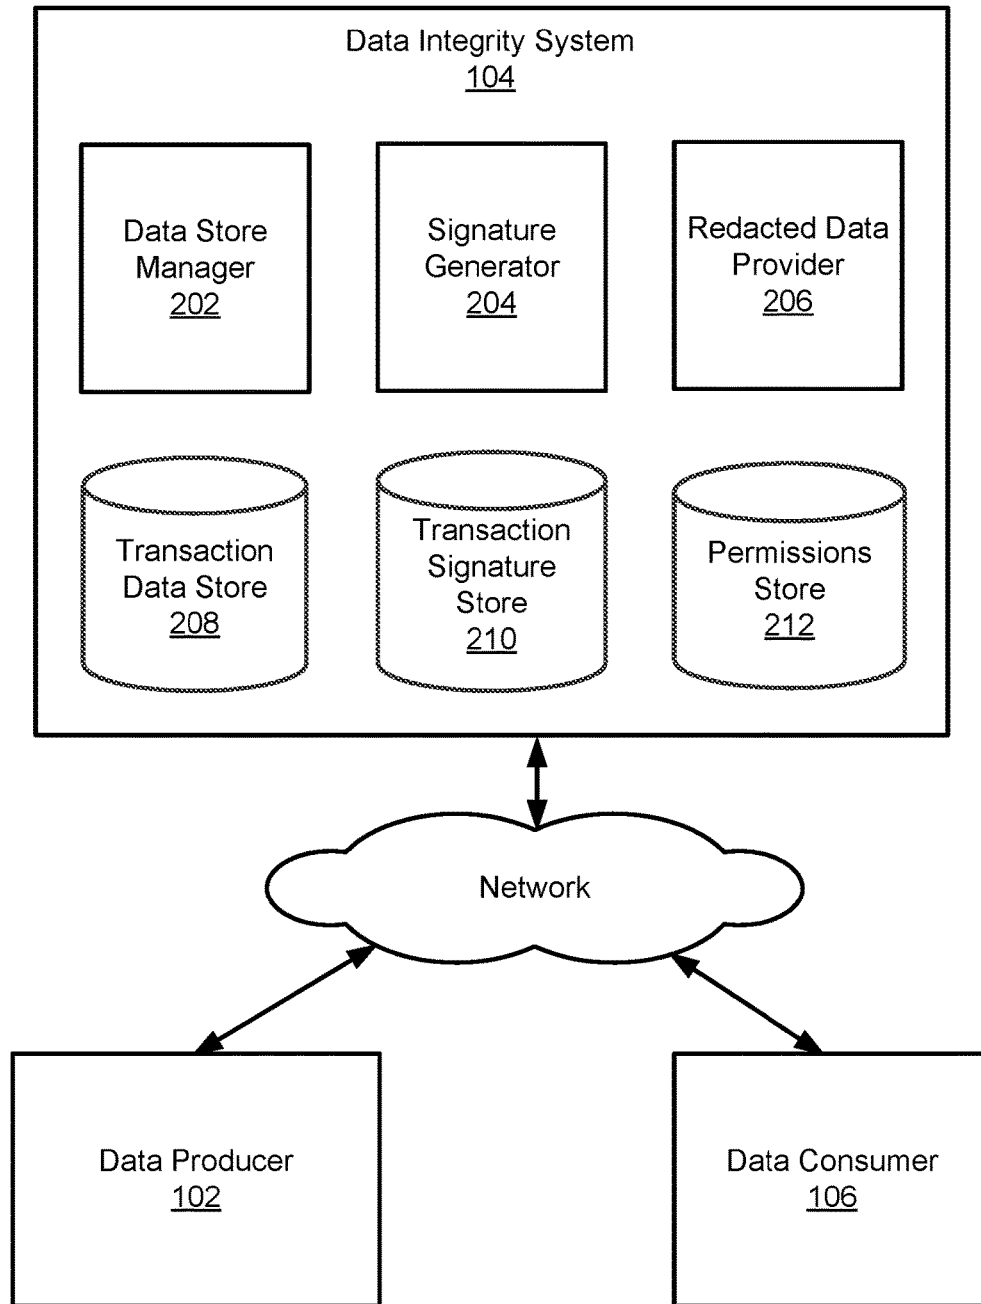 Data Integrity System
104
Data Store
Manager
202
Signature
Generator
204
Redacted Data
Provider
206
Transaction
Data Store
208
Transaction
Signature
Store
210
Permissions
Store
212
Network
Data Producer
102
Data Consumer
106